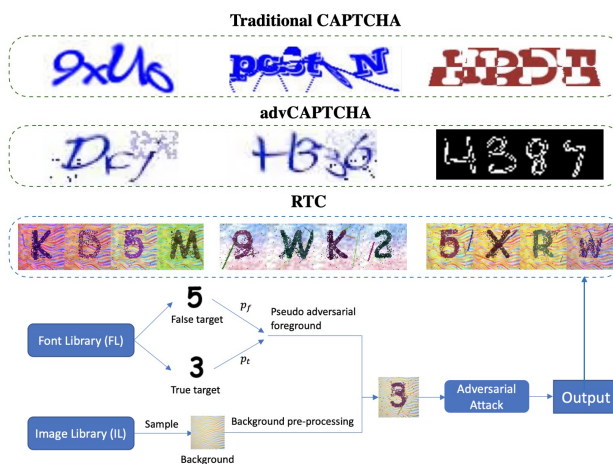 Traditional CAPTCHA
advCAPTCHA
4387
RTC
K B 5 M 9 W K 2 5 X R w
5
False target
p_f
Pseudo adversarial
foreground
Font Library (FL)
3
True target
p_t
3
Adversarial
Attack
Output
Image Library (IL)
Sample
Background pre-processing
Background